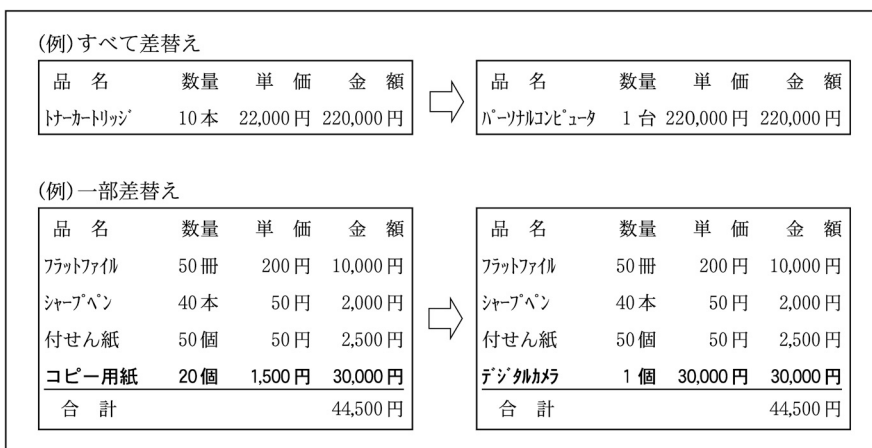 (例)すべて差替え
品　名　数量　単　価　金　額
ﾄﾅｰｶｰﾄﾘｯｼﾞ　10本　22,000円　220,000円
品　名　数量　単　価　金　額
ﾊﾟｰｿﾅﾙｺﾝﾋﾟｭｰﾀ　1台　220,000円　220,000円
(例)一部差替え
品　名　数量　単　価　金　額
ﾌﾗｯﾄﾌｧｲﾙ　50冊　200円　10,000円
ｼｬｰﾌﾟﾍﾟﾝ　40本　50円　2,000円
付せん紙　50個　50円　2,500円
コピー用紙　20個　1,500円　30,000円
合　計　44,500円
品　名　数量　単　価　金　額
ﾌﾗｯﾄﾌｧｲﾙ　50冊　200円　10,000円
ｼｬｰﾌﾟﾍﾟﾝ　40本　50円　2,000円
付せん紙　50個　50円　2,500円
ﾃﾞｼﾞﾀﾙｶﾒﾗ　1個　30,000円　30,000円
合　計　44,500円